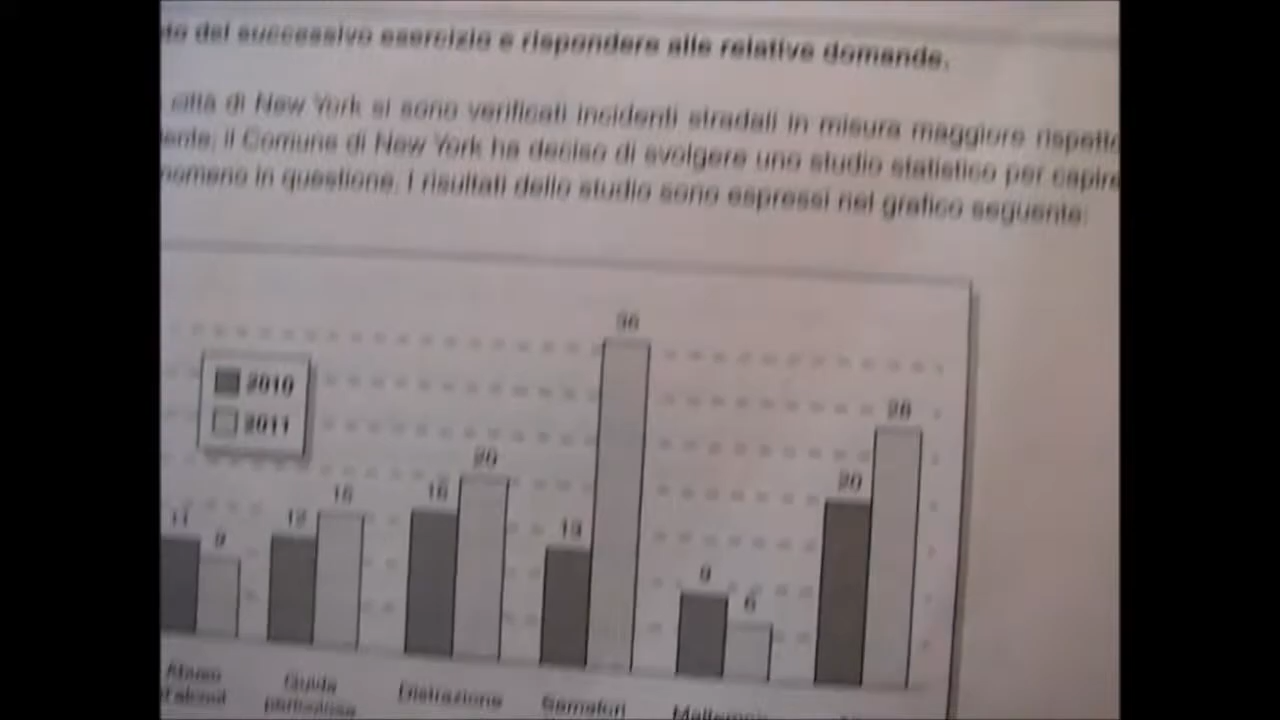 del successivo esercizio e rispondere alle relative domande.
città di New York si sono verificati incidenti stradali in misura maggiore rispetto
il Comune di New York ha deciso di svolgere uno studio statistico per capire
in questione. I risultati dello studio sono espressi nel grafico seguente:
36
2010
2011
28
20
20
16
15
13
12
11
9
9
6
Abuso
Guida
Distrazione
Semafori
d'alcool
pericolosa